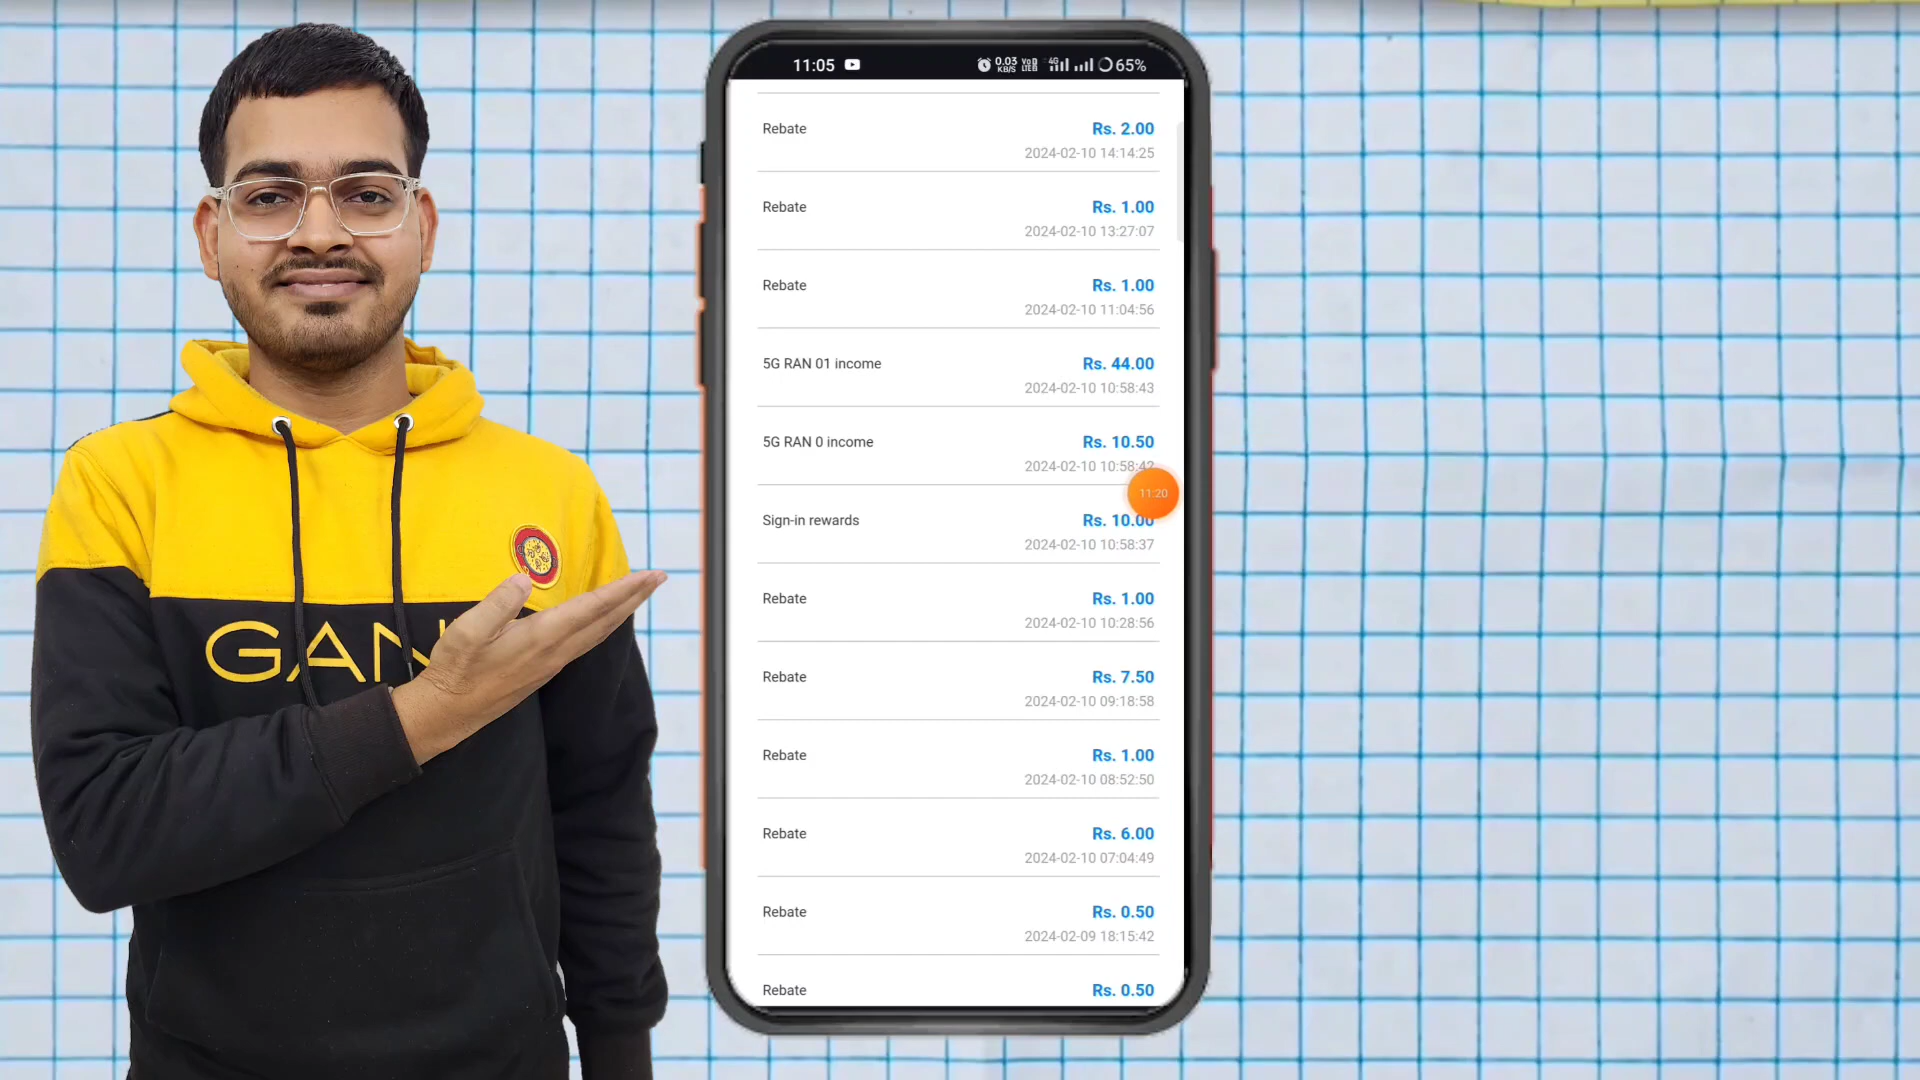 11:05
0.03 KB/S VoD LTE 4G 65%
Rebate Rs. 2.00
2024-02-10 14:14:25
Rebate Rs. 1.00
2024-02-10 13:27:07
Rebate Rs. 1.00
2024-02-10 11:04:56
5G RAN 01 income Rs. 44.00
2024-02-10 10:58:43
5G RAN 0 income Rs. 10.50
2024-02-10 10:58:42
11:20
Sign-in rewards Rs. 10.00
2024-02-10 10:58:37
Rebate Rs. 1.00
2024-02-10 10:28:56
Rebate Rs. 7.50
2024-02-10 09:18:58
Rebate Rs. 1.00
2024-02-10 08:52:50
Rebate Rs. 6.00
2024-02-10 07:04:49
Rebate Rs. 0.50
2024-02-09 18:15:42
Rebate Rs. 0.50
GAN